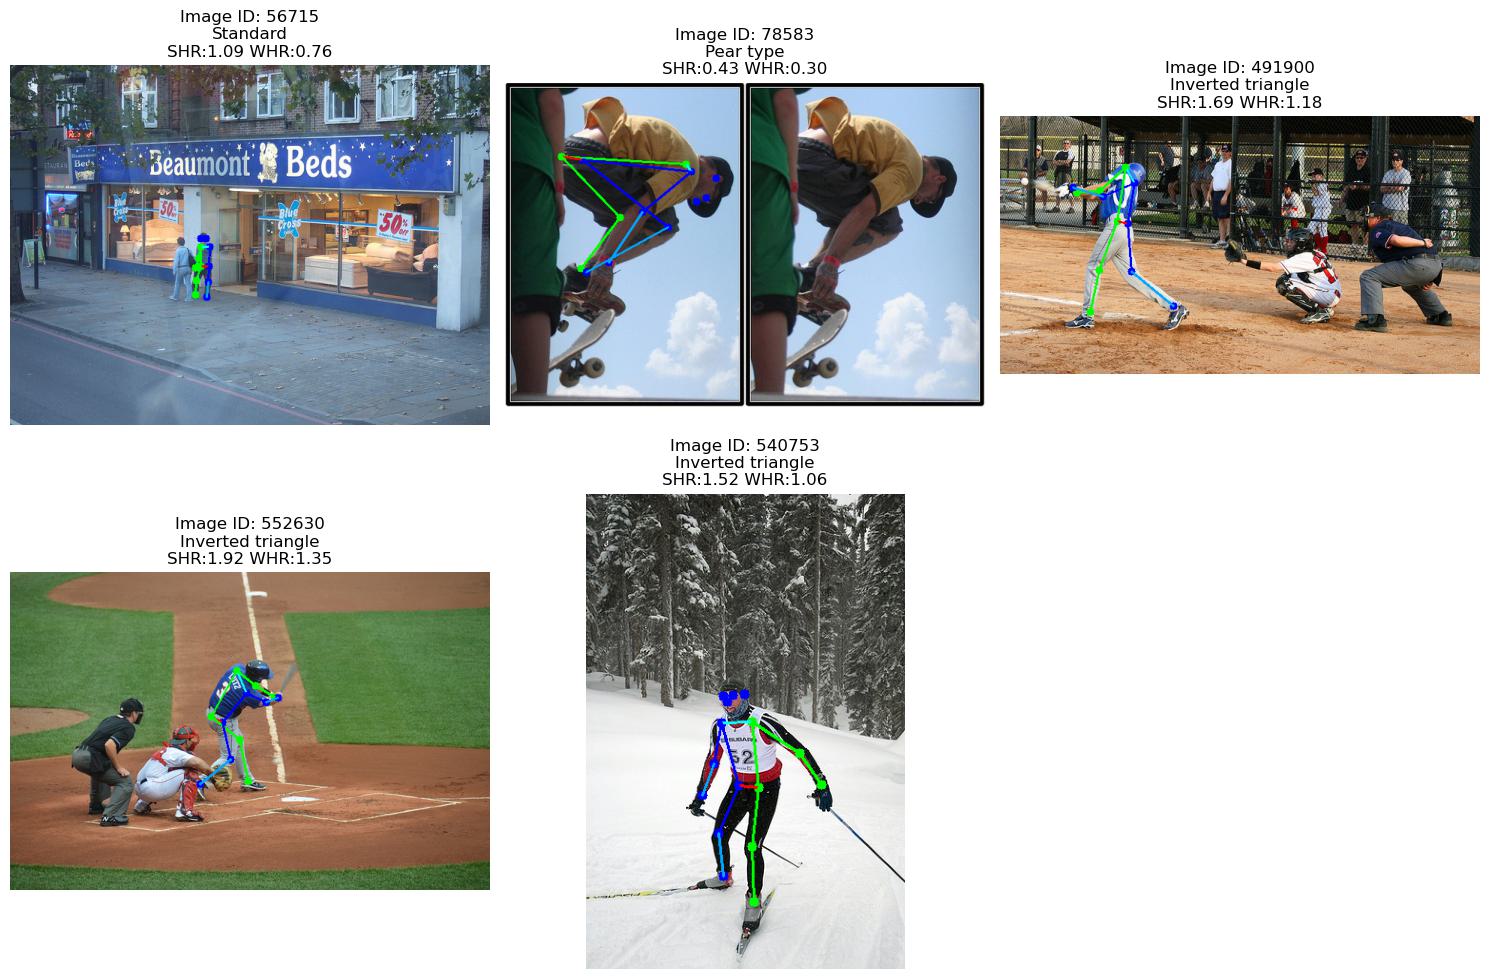 Image ID: 56715
Standard
SHR:1.09 WHR:0.76
Image ID: 78583
Pear type
SHR:0.43 WHR:0.30
Image ID: 491900
Inverted triangle
SHR:1.69 WHR:1.18
Beaumont Beds
Blue
Cross
50%
Blue
Cross
50%
Image ID: 552630
Inverted triangle
SHR:1.92 WHR:1.35
Image ID: 540753
Inverted triangle
SHR:1.52 WHR:1.06
SUBARU
52